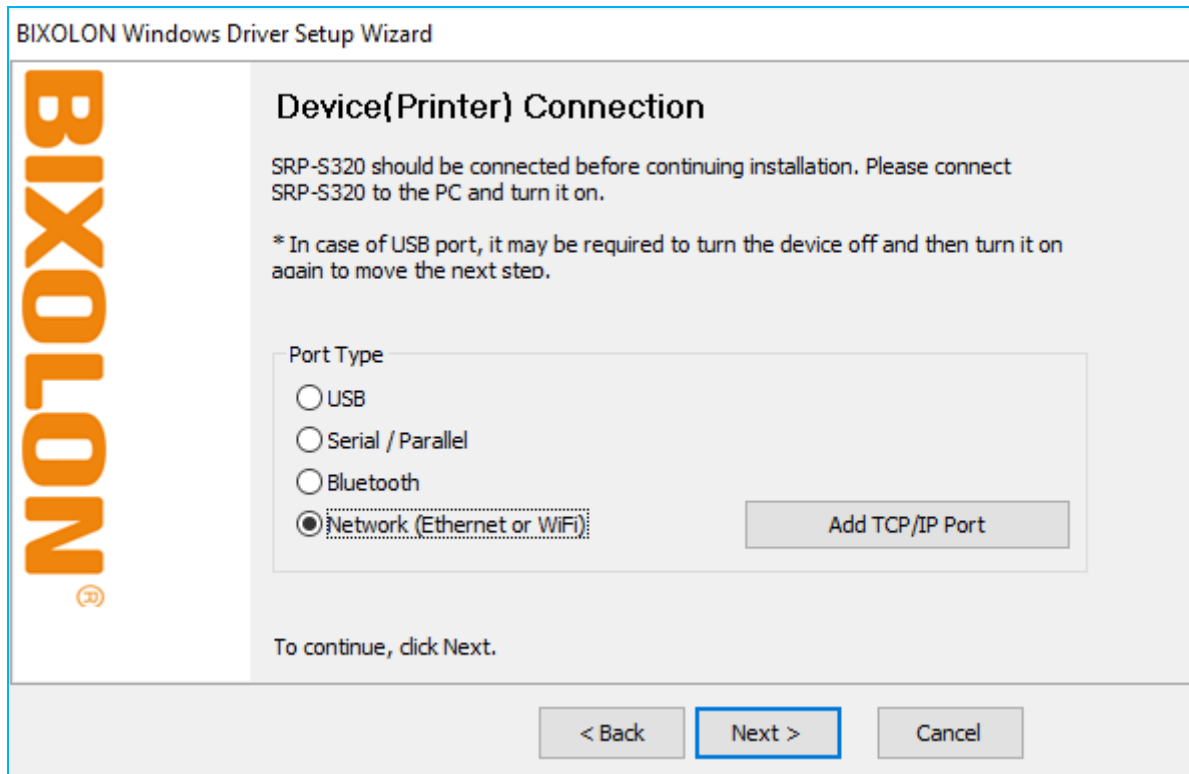 BIXOLON Windows Driver Setup Wizard
BIXOLON®
Device(Printer) Connection
SRP-S320 should be connected before continuing installation. Please connect
SRP-S320 to the PC and turn it on.
* In case of USB port, it may be required to turn the device off and then turn it on
again to move the next step.
Port Type
USB
Serial / Parallel
Bluetooth
Network (Ethernet or WiFi)
Add TCP/IP Port
To continue, click Next.
< Back
Next >
Cancel